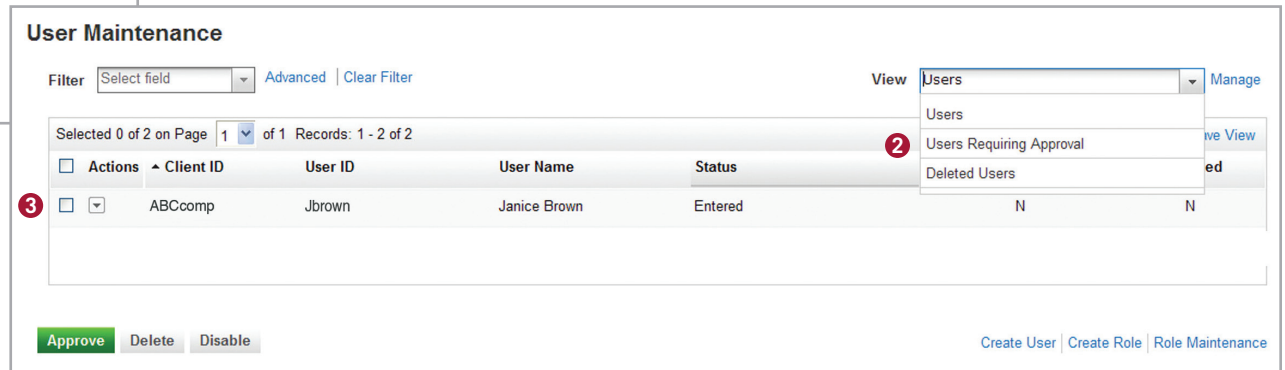 User Maintenance
Filter Select field Advanced | Clear Filter View Users Manage
Selected 0 of 2 on Page 1 of 1 Records: 1 - 2 of 2 View
Users
2 Users Requiring Approval
Deleted Users
Actions Client ID User ID User Name Status ed
3 ABCcomp Jbrown Janice Brown Entered N N
Approve Delete Disable Create User | Create Role | Role Maintenance